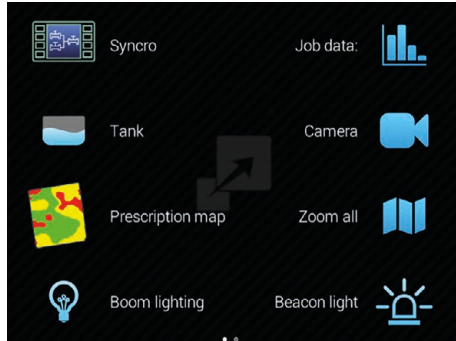 Syncro
Job data:
Tank
Camera
Prescription map
Zoom all
Boom lighting
Beacon light